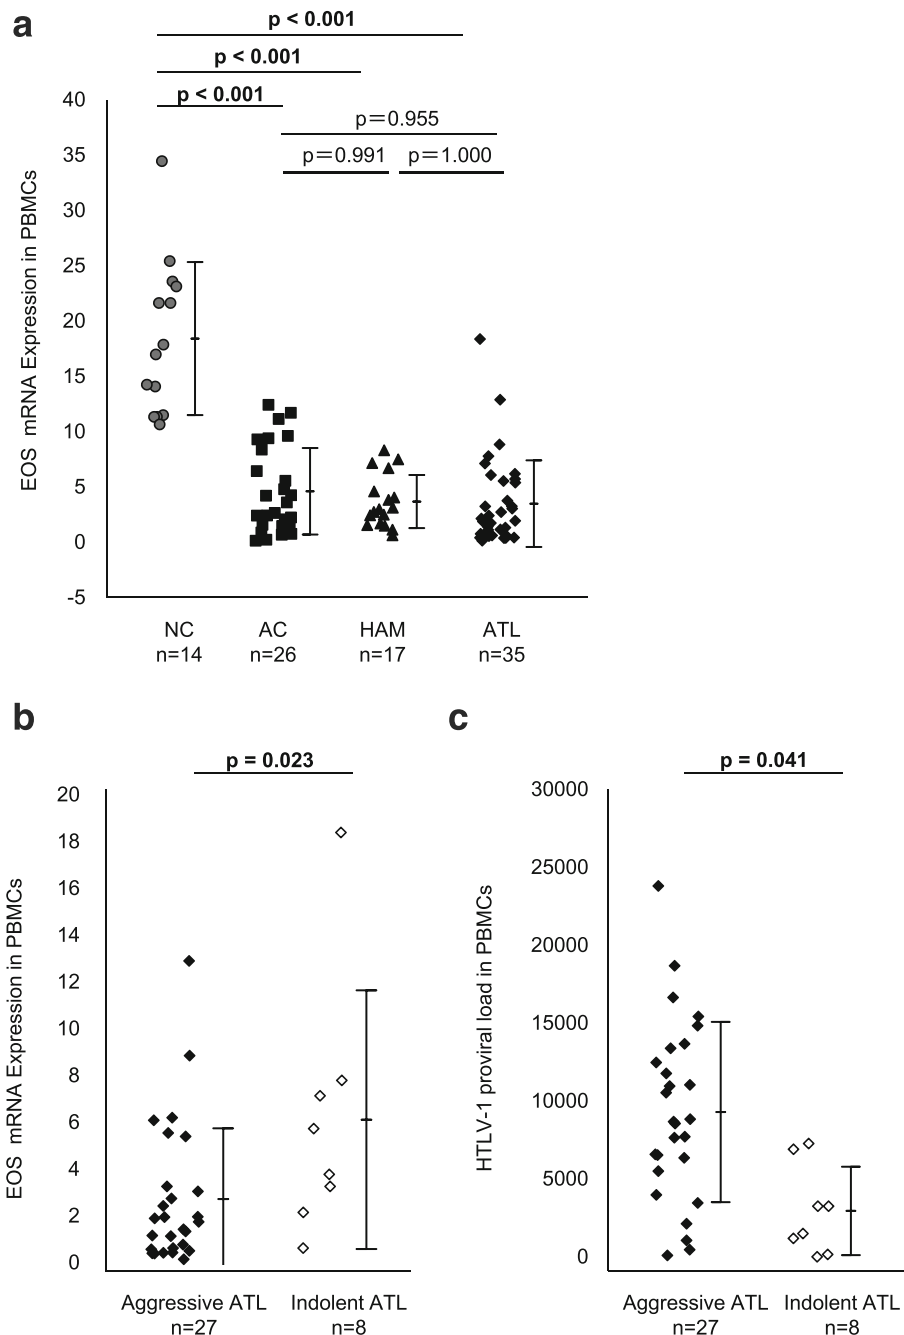 a
p < 0.001
p < 0.001
p < 0.001
p=0.955
p=0.991
p=1.000
EOS mRNA Expression in PBMCs
40
35
30
25
20
15
10
5
0
-5
NC
n=14
AC
n=26
HAM
n=17
ATL
n=35
b
p = 0.023
EOS mRNA Expression in PBMCs
20
18
16
14
12
10
8
6
4
2
0
Aggressive ATL
n=27
Indolent ATL
n=8
c
p = 0.041
HTLV-1 proviral load in PBMCs
30000
25000
20000
15000
10000
5000
0
Aggressive ATL
n=27
Indolent ATL
n=8